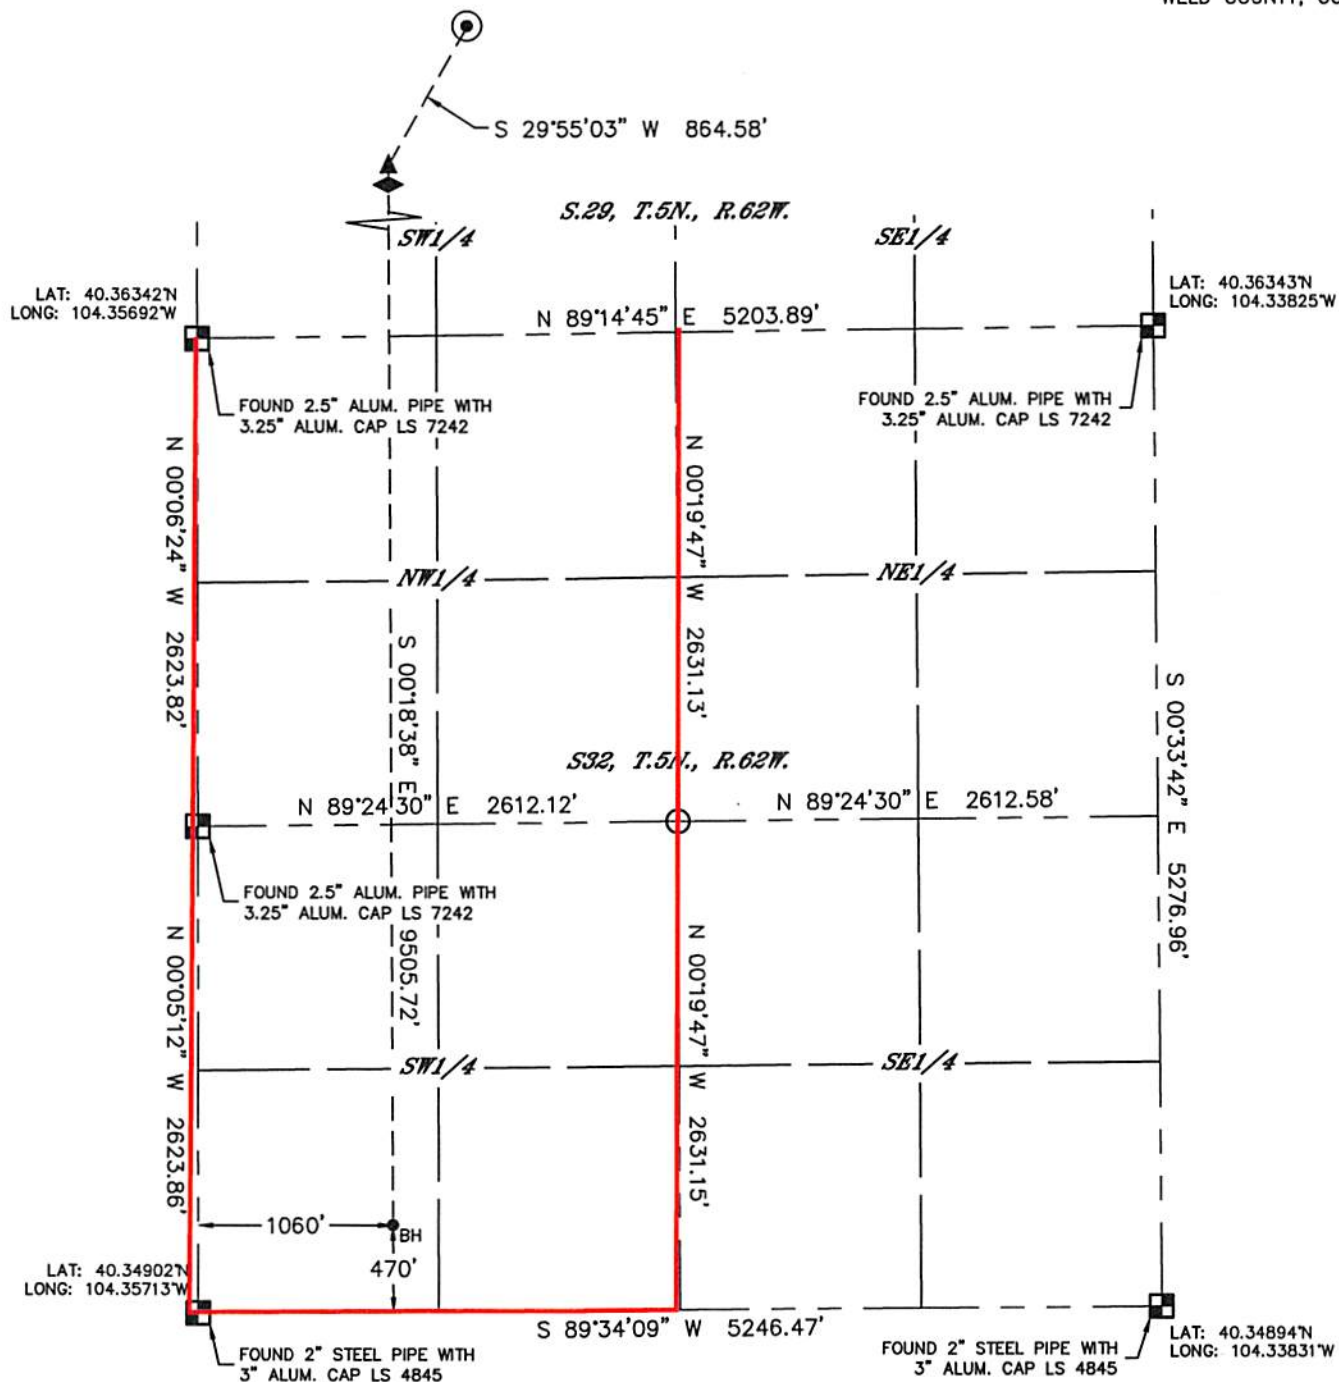 S 29°55'03" W 864.58'
S.29, T.5N., R.62W.
SW1/4
SE1/4
LAT: 40.36342°N
LONG: 104.35692°W
LAT: 40.36343°N
LONG: 104.33825°W
N 89°14'45" E 5203.89'
FOUND 2.5" ALUM. PIPE WITH
3.25" ALUM. CAP LS 7242
FOUND 2.5" ALUM. PIPE WITH
3.25" ALUM. CAP LS 7242
N 00°06'24" W 2623.82'
N 00°19'47" W 2631.13'
NW1/4
NE1/4
S 00°18'38" E 9505.72'
S 00°33'42" E 5276.96'
S32, T.5N., R.62W.
N 89°24'30" E 2612.12'
N 89°24'30" E 2612.58'
FOUND 2.5" ALUM. PIPE WITH
3.25" ALUM. CAP LS 7242
N 00°05'12" W 2623.86'
N 00°19'47" W 2631.15'
SW1/4
SE1/4
1060'
BH
470'
LAT: 40.34902°N
LONG: 104.35713°W
S 89°34'09" W 5246.47'
FOUND 2" STEEL PIPE WITH
3" ALUM. CAP LS 4845
FOUND 2" STEEL PIPE WITH
3" ALUM. CAP LS 4845
LAT: 40.34894°N
LONG: 104.33831°W